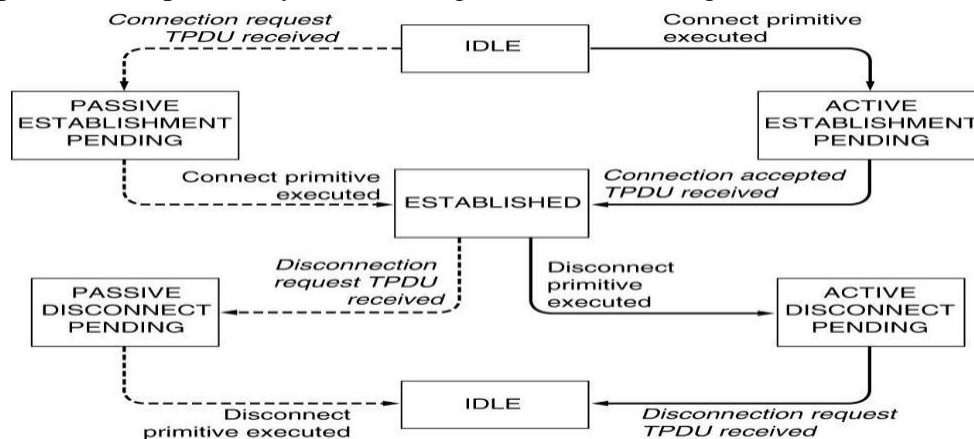 Connection request
TPDU received
IDLE
Connect primitive
executed
PASSIVE
ESTABLISHMENT
PENDING
ACTIVE
ESTABLISHMENT
PENDING
Connect primitive
executed
ESTABLISHED
Connection accepted
TPDU received
Disconnection
request TPDU
received
Disconnect
primitive
executed
PASSIVE
DISCONNECT
PENDING
ACTIVE
DISCONNECT
PENDING
IDLE
Disconnect
primitive executed
Disconnection request
TPDU received